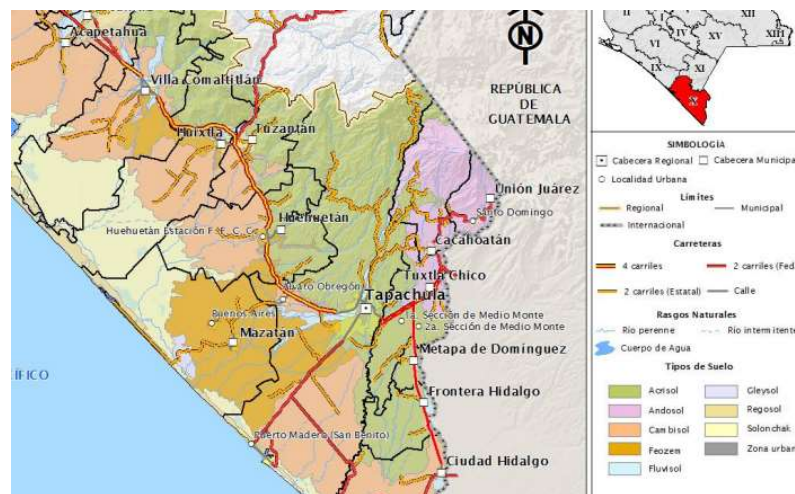 Acapetahua
Villa Comaltitlán
Huixtla
Tuzantán
Huehuetán
Huehuetán Estación F. F. C. C.
Álvaro Obregón
Tapachula
Buenos Aires
Mazatán
Unión Juárez
Santo Domingo
Cacahoatán
Tuxtla Chico
1a. Sección de Medio Monte
2a. Sección de Medio Monte
Metapa de Domínguez
Frontera Hidalgo
Puerto Madero (San Benito)
Ciudad Hidalgo
ÍFICO
N
REPÚBLICA
DE
GUATEMALA
II
XII
IV
XV
XIII
VI
IX
XI
X
SIMBOLOGÍA
Cabecera Regional
Cabecera Municipa
Localidad Urbana
Límites
Regional
Municipal
Internacional
Carreteras
4 carriles
2 carriles (Fed
2 carriles (Estatal)
Calle
Rasgos Naturales
Río perenne
Río intermitente
Cuerpo de Agua
Tipos de Suelo
Acrisol
Gleysol
Andosol
Regosol
Cambisol
Solonchak
Feozem
Zona urban
Fluvisol